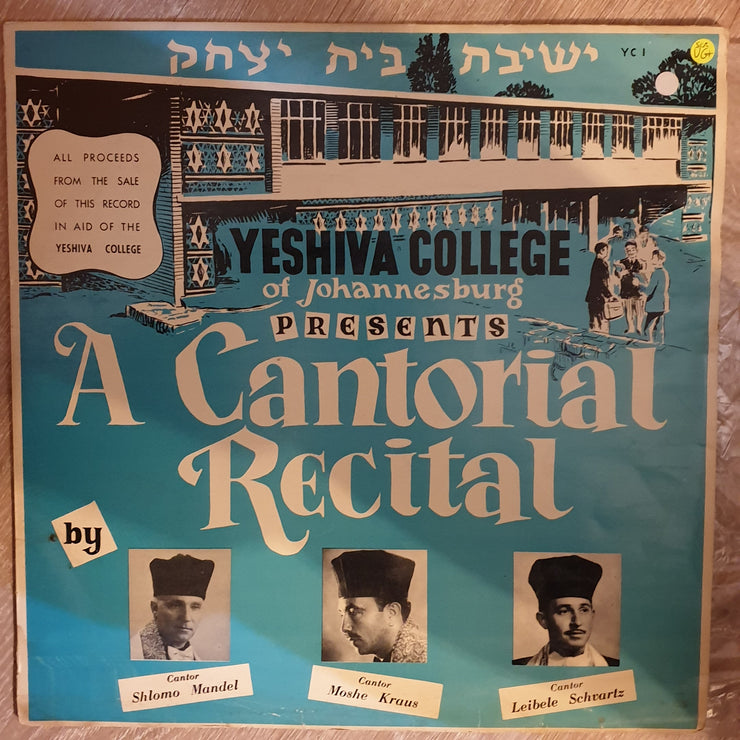 ישיבת בית יצחק
YC 1
ALL PROCEEDS
FROM THE SALE
OF THIS RECORD
IN AID OF THE
YESHIVA COLLEGE
YESHIVA COLLEGE
of Johannesburg
PRESENTS
A Cantorial
Recital
by
Cantor
Shlomo Mandel
Cantor
Moshe Kraus
Cantor
Leibele Schvartz